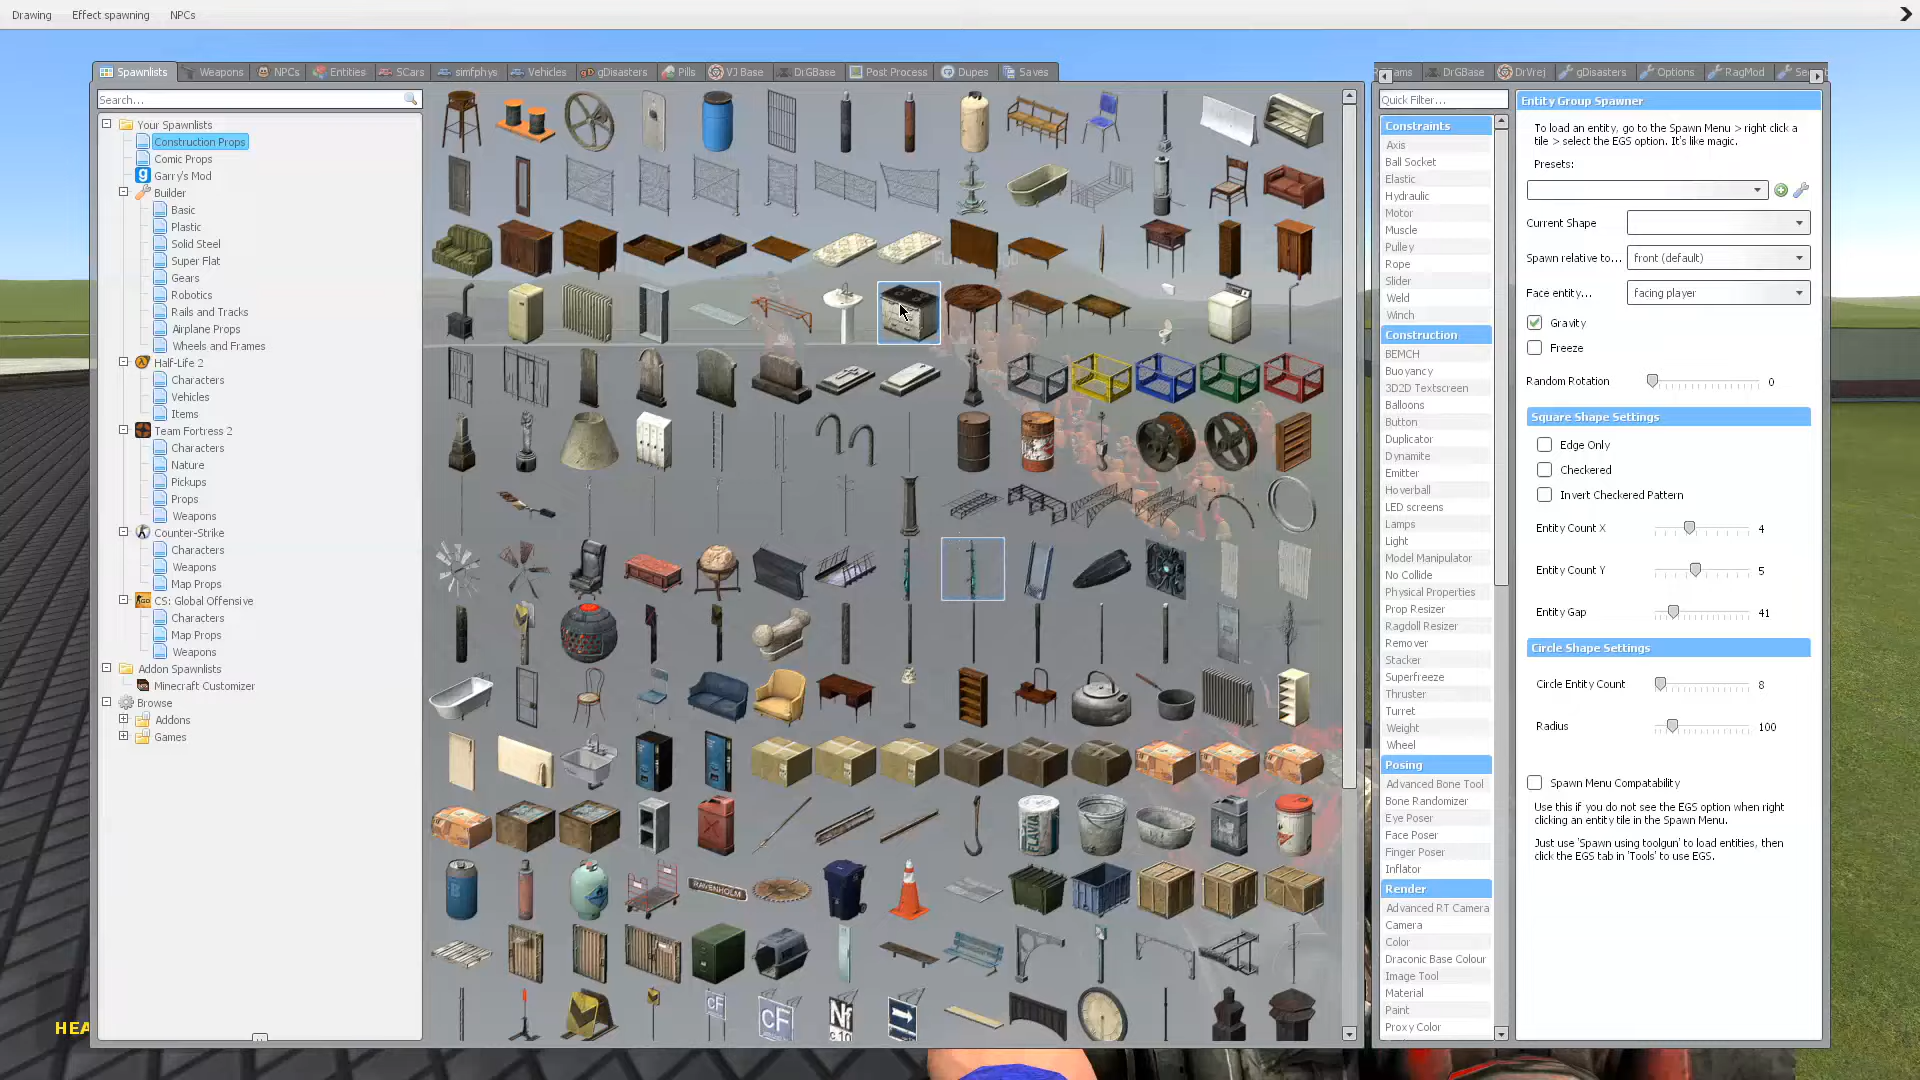 Drawing Effect spawning NPCs
Spawnlists Weapons NPCs Entities SCars simfphys Vehicles gDisasters Pills VJ Base DrGBase Post Process Dupes Saves
Search...
Your Spawnlists
Construction Props
Comic Props
Garry's Mod
Builder
Basic
Plastic
Solid Steel
Super Flat
Gears
Robotics
Rails and Tracks
Airplane Props
Wheels and Frames
Half-Life 2
Characters
Vehicles
Items
Team Fortress 2
Characters
Nature
Pickups
Props
Weapons
Counter-Strike
Characters
Weapons
Map Props
CS: Global Offensive
Characters
Map Props
Weapons
Addon Spawnlists
Minecraft Customizer
Browse
Addons
Games
HEA
FLAVIA
RAVENHOLM
CF
CF
Nf
DrGBase DrVrej gDisasters Options RagMod
Quick Filter...
Constraints
Axis
Ball Socket
Elastic
Hydraulic
Motor
Muscle
Pulley
Rope
Slider
Weld
Winch
Construction
BEMCH
Buoyancy
3D2D Textscreen
Balloons
Button
Duplicator
Dynamite
Emitter
Hoverball
LED screens
Lamps
Light
Model Manipulator
No Collide
Physical Properties
Prop Resizer
Ragdoll Resizer
Remover
Stacker
Superfreeze
Thruster
Turret
Weight
Wheel
Posing
Advanced Bone Tool
Bone Randomizer
Eye Poser
Face Poser
Finger Poser
Inflator
Render
Advanced RT Camera
Camera
Color
Draconic Base Colour
Image Tool
Material
Paint
Proxy Color
Entity Group Spawner
To load an entity, go to the Spawn Menu > right click a
tile > select the EGS option. It's like magic.
Presets:
Current Shape
Spawn relative to... front (default)
Face entity... facing player
Gravity
Freeze
Random Rotation 0
Square Shape Settings
Edge Only
Checkered
Invert Checkered Pattern
Entity Count X 4
Entity Count Y 5
Entity Gap 41
Circle Shape Settings
Circle Entity Count 8
Radius 100
Spawn Menu Compatability
Use this if you do not see the EGS option when right
clicking an entity tile in the Spawn Menu.
Just use 'Spawn using toolgun' to load entities, then
click the EGS tab in 'Tools' to use EGS.